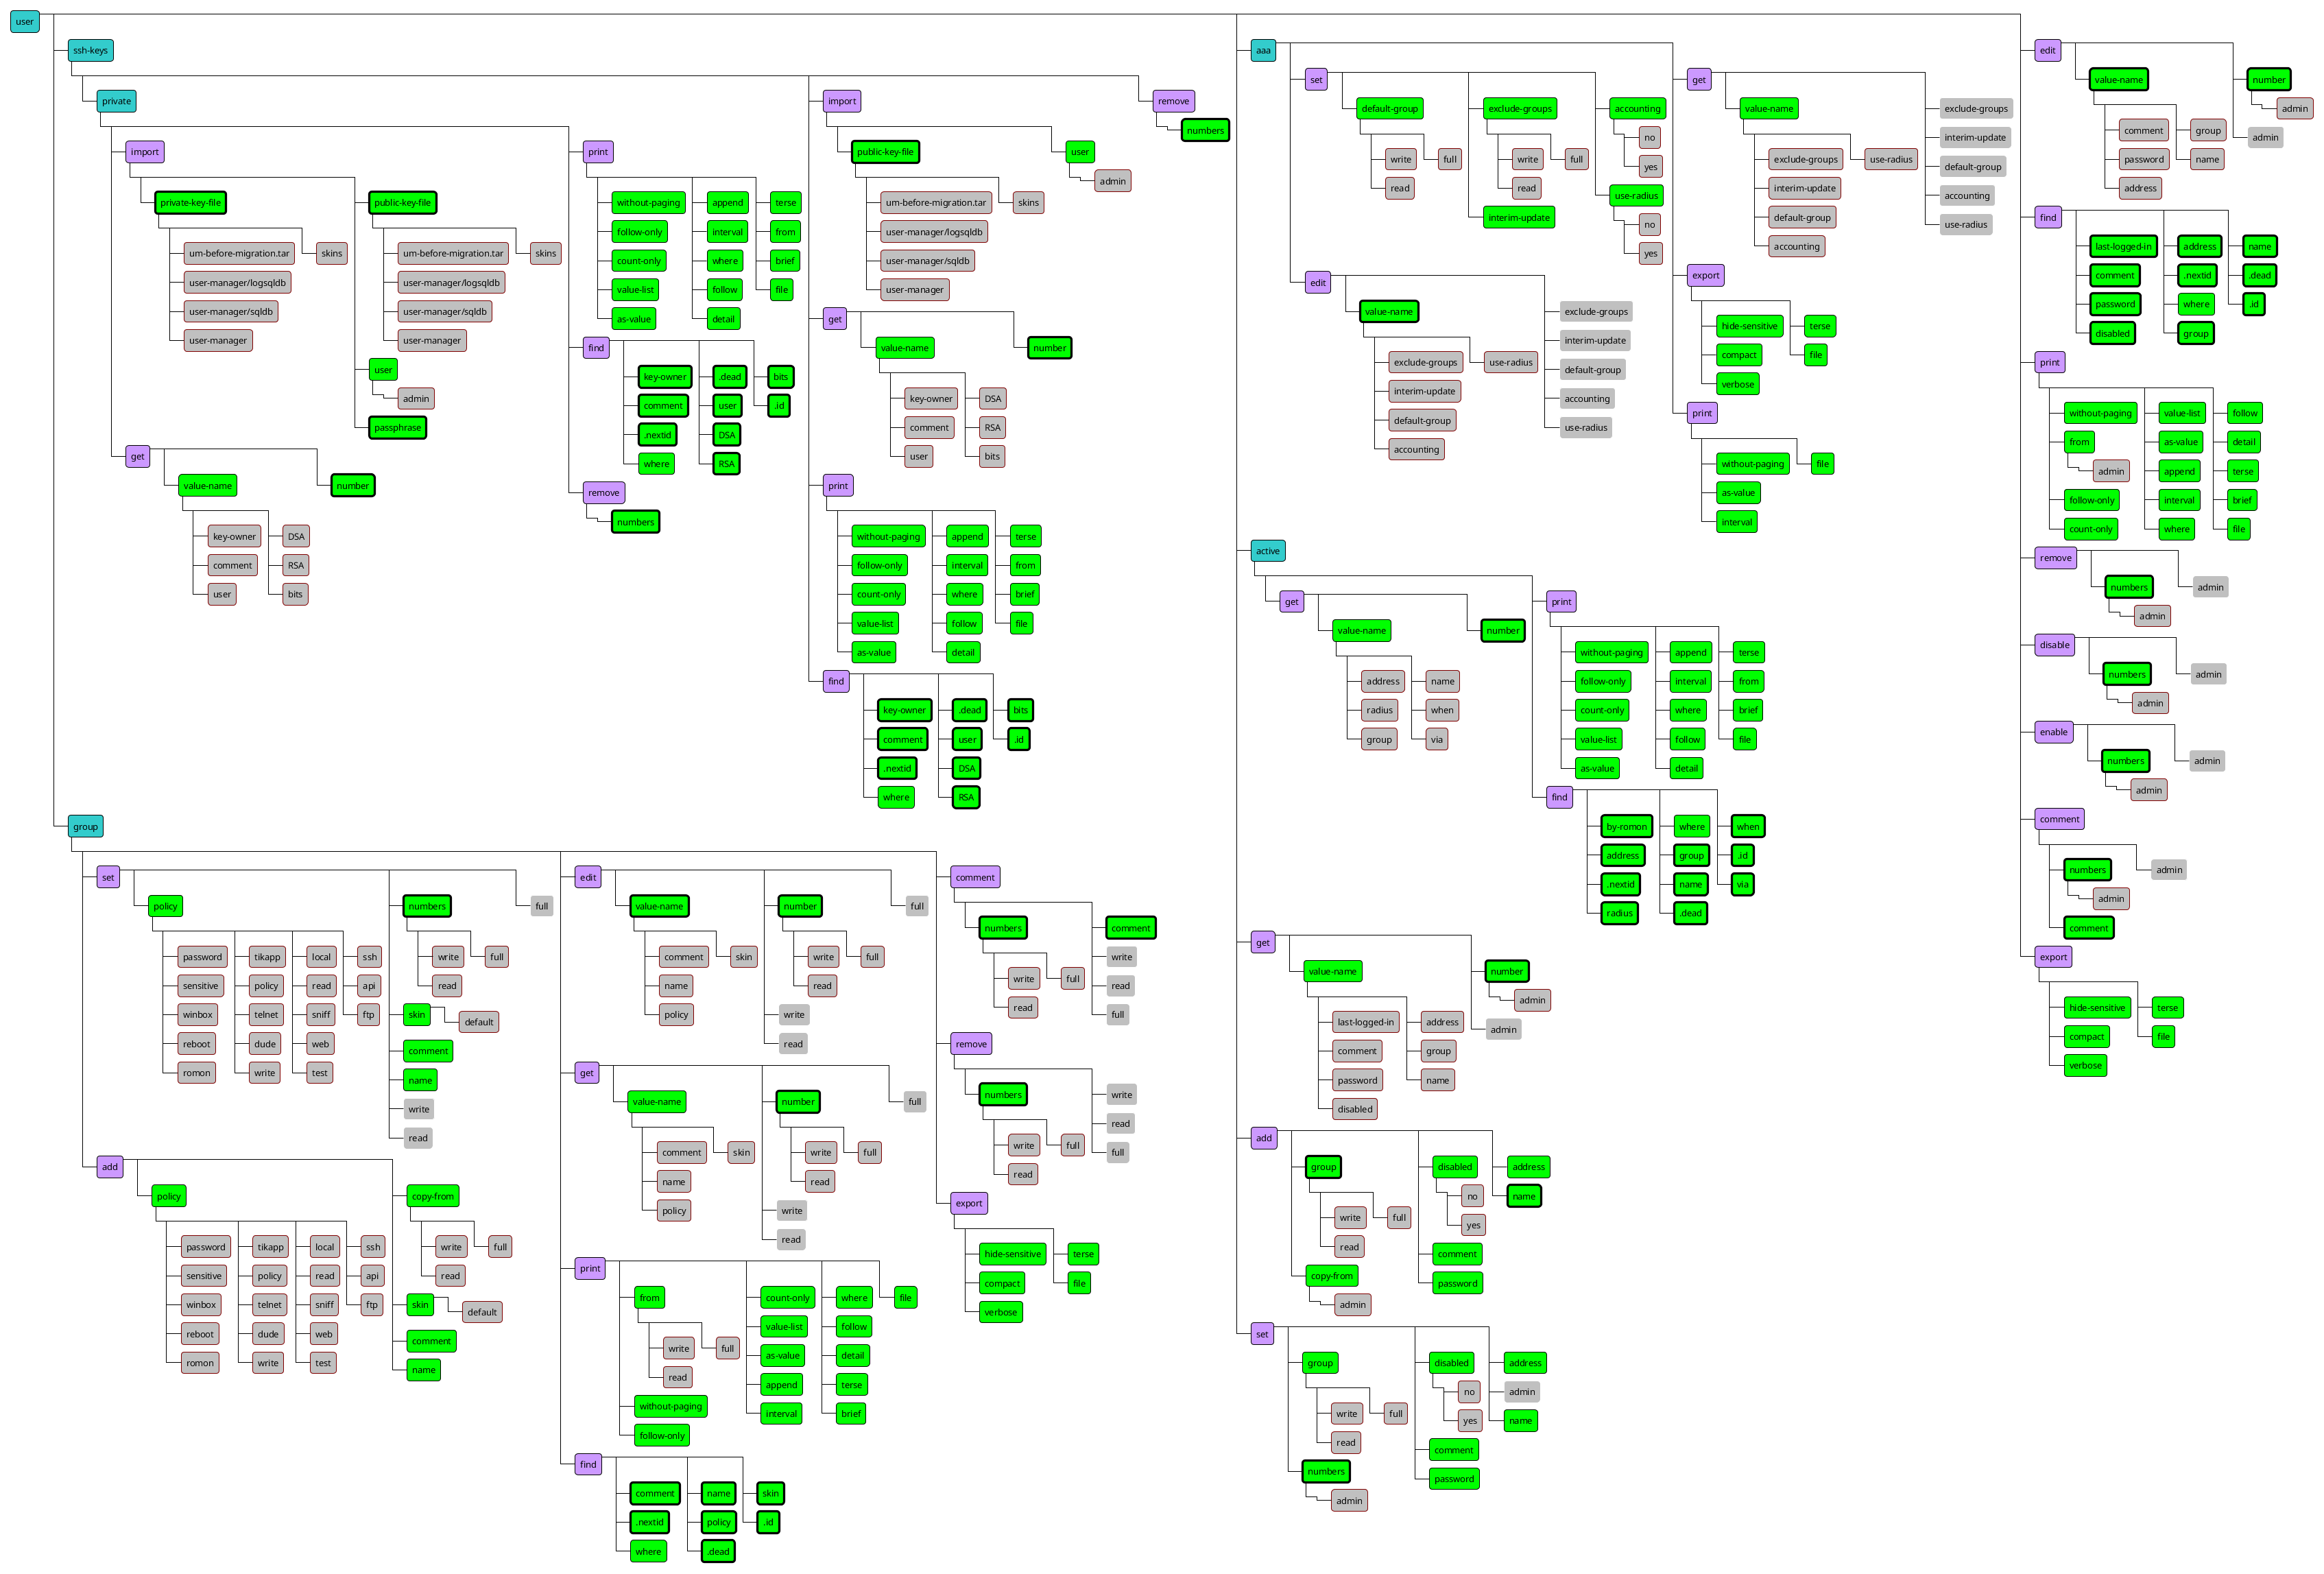 user
ssh-keys
private
import
private-key-file
um-before-migration.tar
user-manager/logsqldb
user-manager/sqldb
user-manager
skins
public-key-file
um-before-migration.tar
user-manager/logsqldb
user-manager/sqldb
user-manager
skins
user
admin
passphrase
get
value-name
key-owner
comment
user
DSA
RSA
bits
number
print
without-paging
follow-only
count-only
value-list
as-value
append
interval
where
follow
detail
terse
from
brief
file
find
key-owner
comment
.nextid
where
.dead
user
DSA
RSA
bits
.id
remove
numbers
import
public-key-file
um-before-migration.tar
user-manager/logsqldb
user-manager/sqldb
user-manager
skins
user
admin
get
value-name
key-owner
comment
user
DSA
RSA
bits
number
print
without-paging
follow-only
count-only
value-list
as-value
append
interval
where
follow
detail
terse
from
brief
file
find
key-owner
comment
.nextid
where
.dead
user
DSA
RSA
bits
.id
remove
numbers
group
set
policy
password
sensitive
winbox
reboot
romon
tikapp
policy
telnet
dude
write
local
read
sniff
web
test
ssh
api
ftp
numbers
write
read
full
skin
default
comment
name
write
read
full
add
policy
password
sensitive
winbox
reboot
romon
tikapp
policy
telnet
dude
write
local
read
sniff
web
test
ssh
api
ftp
copy-from
write
read
full
skin
default
comment
name
edit
value-name
comment
name
policy
skin
number
write
read
full
write
read
full
get
value-name
comment
name
policy
skin
number
write
read
full
write
read
full
print
from
write
read
full
without-paging
follow-only
count-only
value-list
as-value
append
interval
where
follow
detail
terse
brief
file
find
comment
.nextid
where
name
policy
.dead
skin
.id
comment
numbers
write
read
full
comment
write
read
full
remove
numbers
write
read
full
write
read
full
export
hide-sensitive
compact
verbose
terse
file
aaa
set
default-group
write
read
full
exclude-groups
write
read
full
interim-update
accounting
no
yes
use-radius
no
yes
edit
value-name
exclude-groups
interim-update
default-group
accounting
use-radius
exclude-groups
interim-update
default-group
accounting
use-radius
get
value-name
exclude-groups
interim-update
default-group
accounting
use-radius
exclude-groups
interim-update
default-group
accounting
use-radius
export
hide-sensitive
compact
verbose
terse
file
print
without-paging
as-value
interval
file
active
get
value-name
address
radius
group
name
when
via
number
print
without-paging
follow-only
count-only
value-list
as-value
append
interval
where
follow
detail
terse
from
brief
file
find
by-romon
address
.nextid
radius
where
group
name
.dead
when
.id
via
get
value-name
last-logged-in
comment
password
disabled
address
group
name
number
admin
admin
add
group
write
read
full
copy-from
admin
disabled
no
yes
comment
password
address
name
set
group
write
read
full
numbers
admin
disabled
no
yes
comment
password
address
admin
name
edit
value-name
comment
password
address
group
name
number
admin
admin
find
last-logged-in
comment
password
disabled
address
.nextid
where
group
name
.dead
.id
print
without-paging
from
admin
follow-only
count-only
value-list
as-value
append
interval
where
follow
detail
terse
brief
file
remove
numbers
admin
admin
disable
numbers
admin
admin
enable
numbers
admin
admin
comment
numbers
admin
comment
admin
export
hide-sensitive
compact
verbose
terse
file